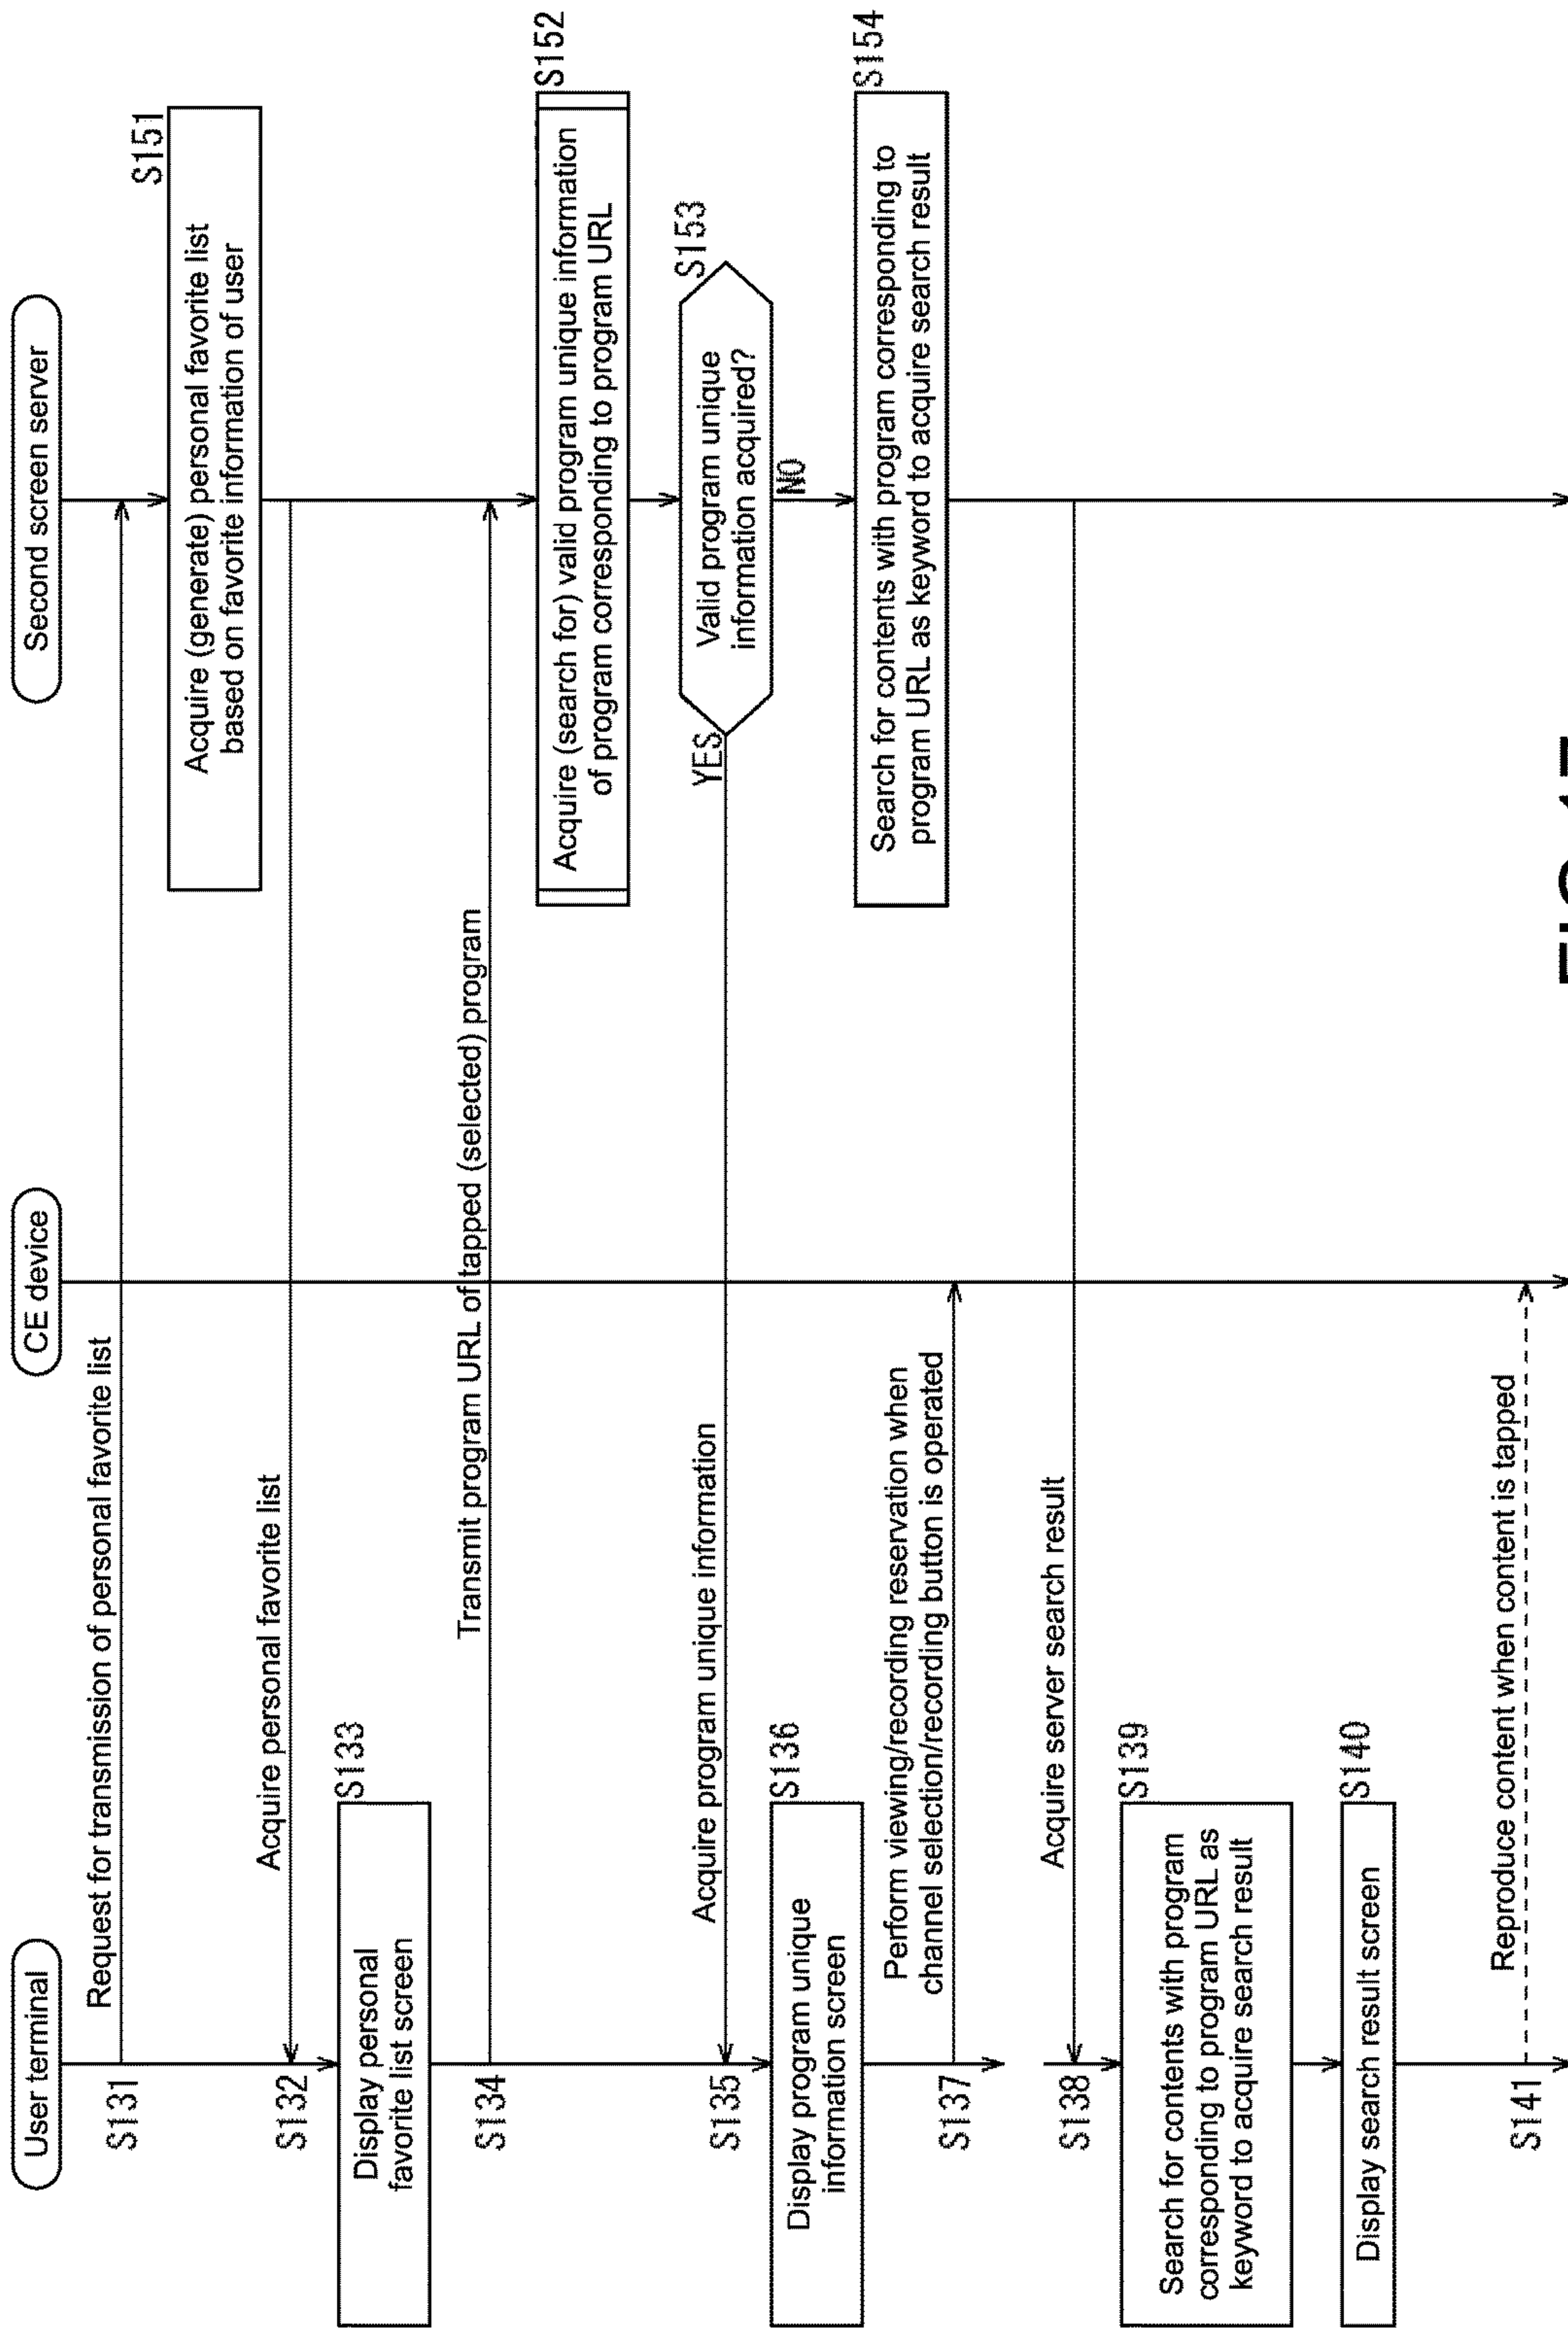 User terminal
CE device
Second screen server
S131
Request for transmission of personal favorite list
S151
Acquire (generate) personal favorite list
based on favorite information of user
S132
Acquire personal favorite list
S133
Display personal
favorite list screen
S134
Transmit program URL of tapped (selected) program
S152
Acquire (search for) valid program unique information
of program corresponding to program URL
S153
Valid program unique
information acquired?
YES
NO
S135
Acquire program unique information
S136
Display program unique
information screen
S154
Search for contents with program corresponding to
program URL as keyword to acquire search result
S137
Perform viewing/recording reservation when
channel selection/recording button is operated
S138
Acquire server search result
S139
Search for contents with program
corresponding to program URL as
keyword to acquire search result
S140
Display search result screen
S141
Reproduce content when content is tapped